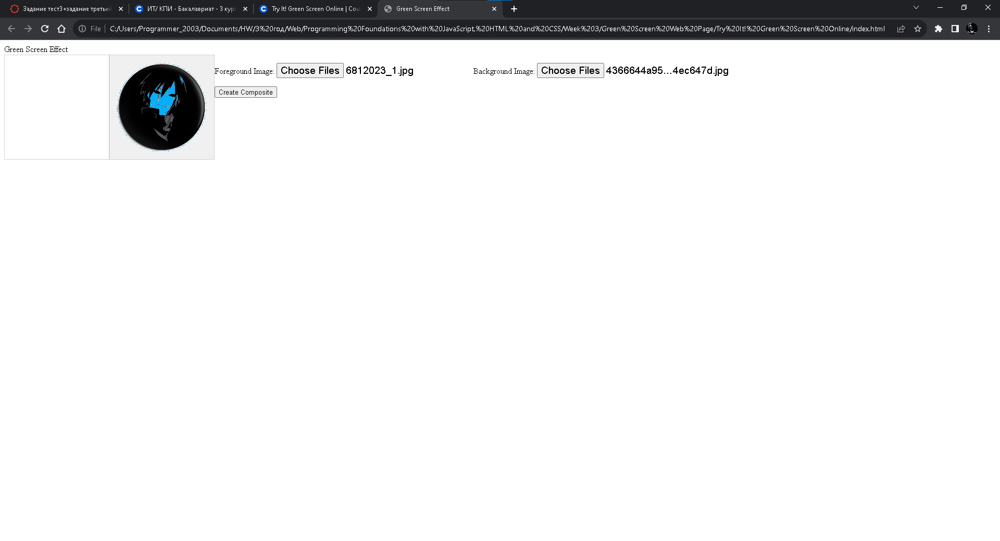 Задание тест3+задание третьей
ИТ/ КПИ - Бакалавриат - 3 курс
Try It! Green Screen Online | Cou
Green Screen Effect
File
C:/Users/Programmer_2003/Documents/HW/3%20год/Web/Programming%20Foundations%20with%20JavaScript,%20HTML%20and%20CSS/Week%203/Green%20Screen%20Web%20Page/Try%20It!%20Green%20Screen%20Online/index.html
Green Screen Effect
Foreground Image: Choose Files 6812023_1.jpg
Background Image: Choose Files 4366644a95...4ec647d.jpg
Create Composite